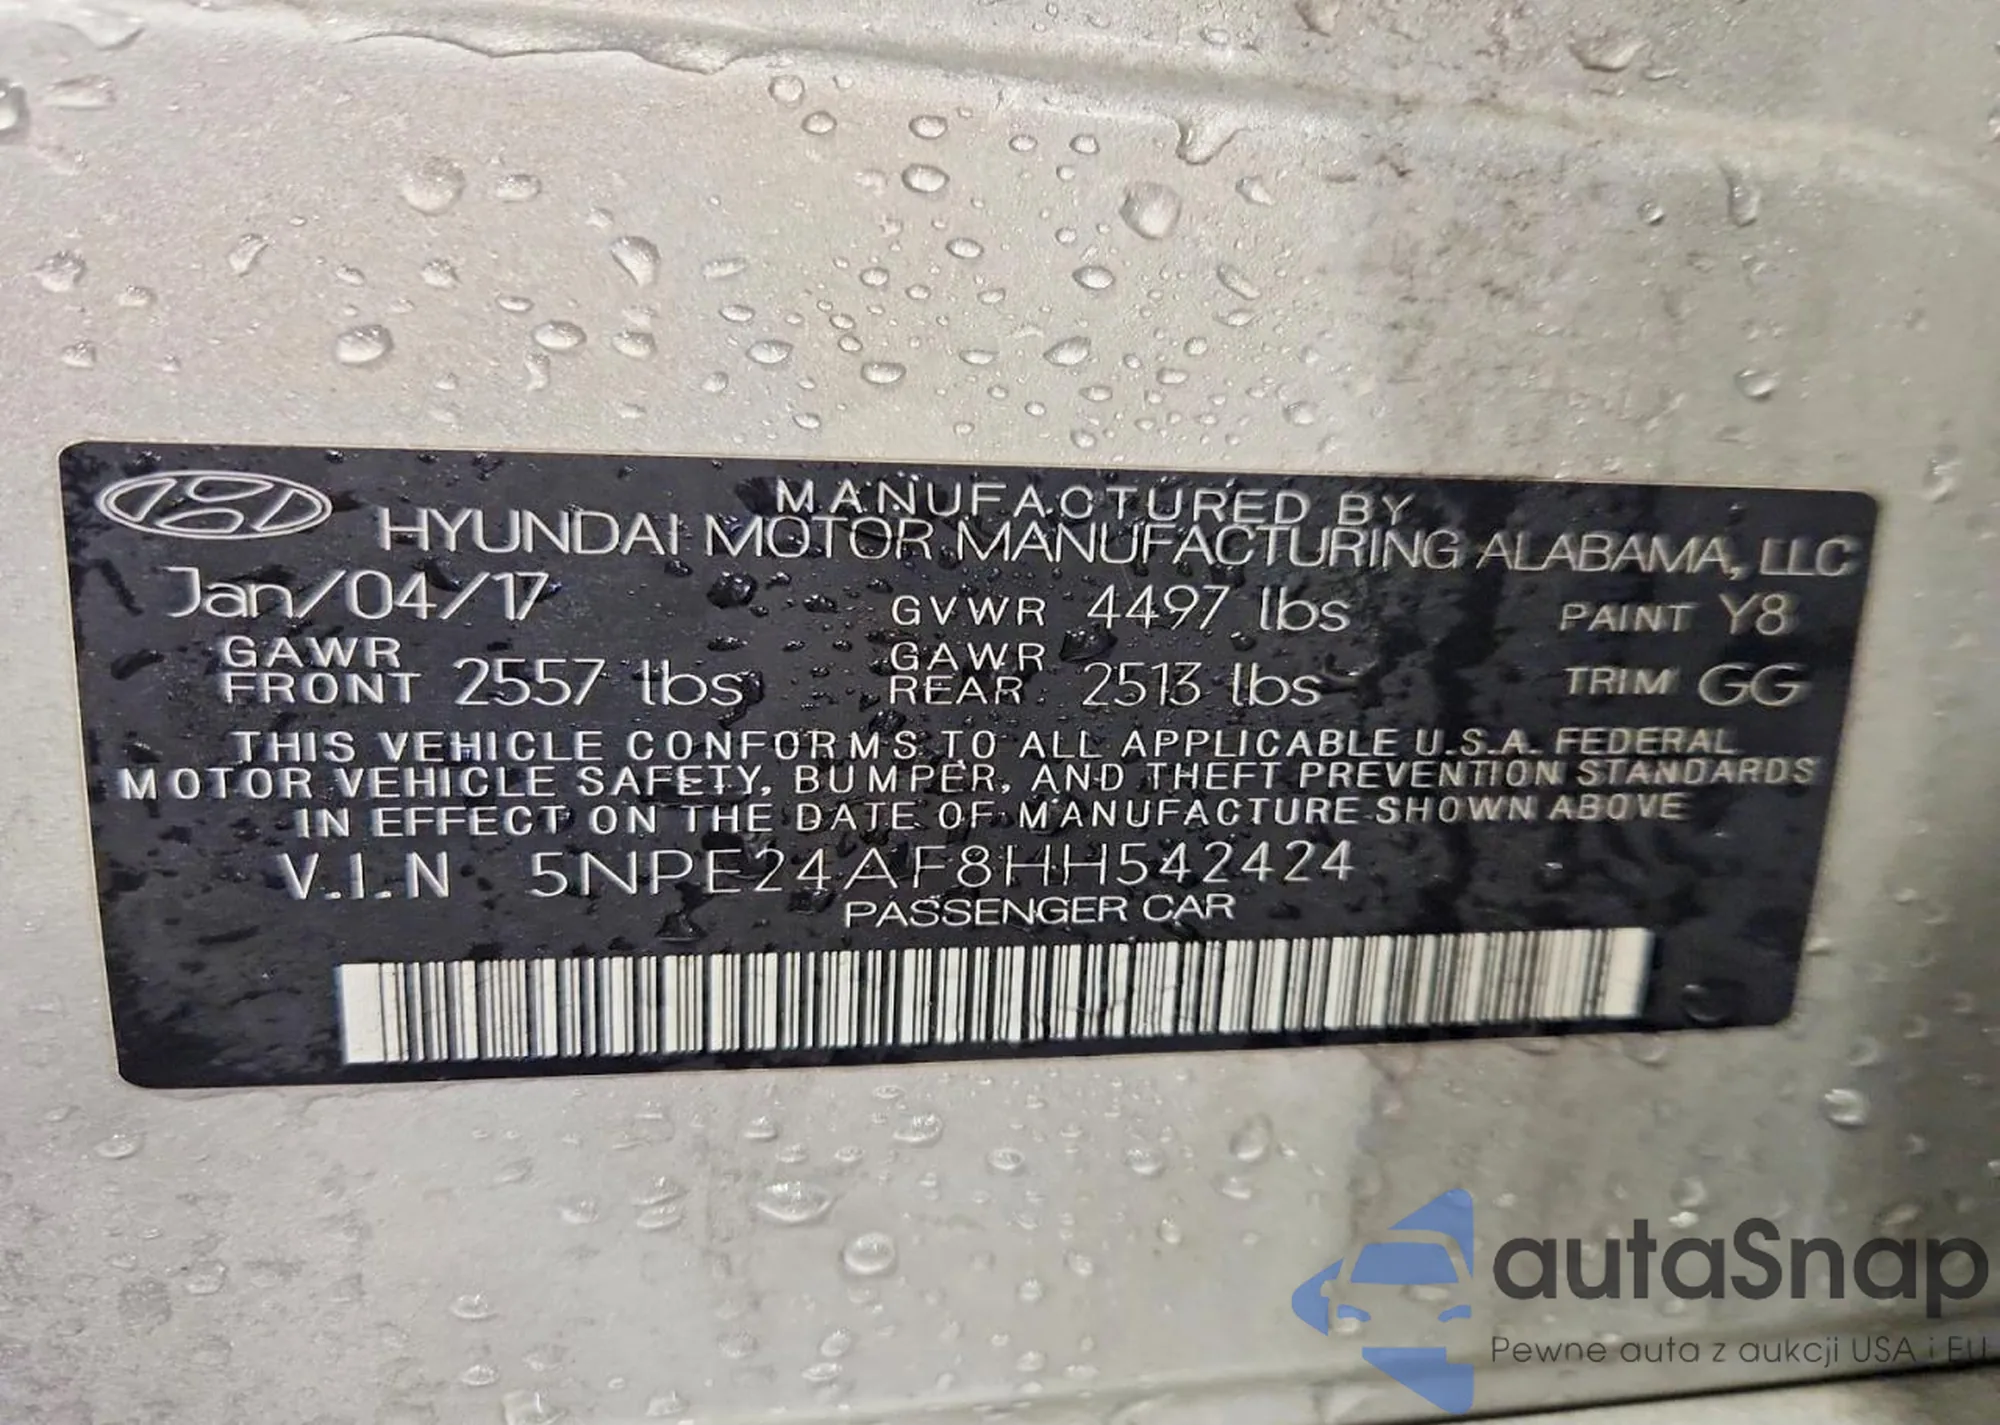 MANUFACTURED BY
HYUNDAI MOTOR MANUFACTURING ALABAMA, LLC
Jan/04/17 GVWR 4497 lbs PAINT Y8
GAWR FRONT 2557 lbs GAWR REAR 2513 lbs TRIM GG
THIS VEHICLE CONFORMS TO ALL APPLICABLE U.S.A. FEDERAL
MOTOR VEHICLE SAFETY, BUMPER, AND THEFT PREVENTION STANDARDS
IN EFFECT ON THE DATE OF MANUFACTURE SHOWN ABOVE
V.I.N 5NPE24AF8HH542424
PASSENGER CAR
autaSnap
Pewne auta z aukcji USA i EU